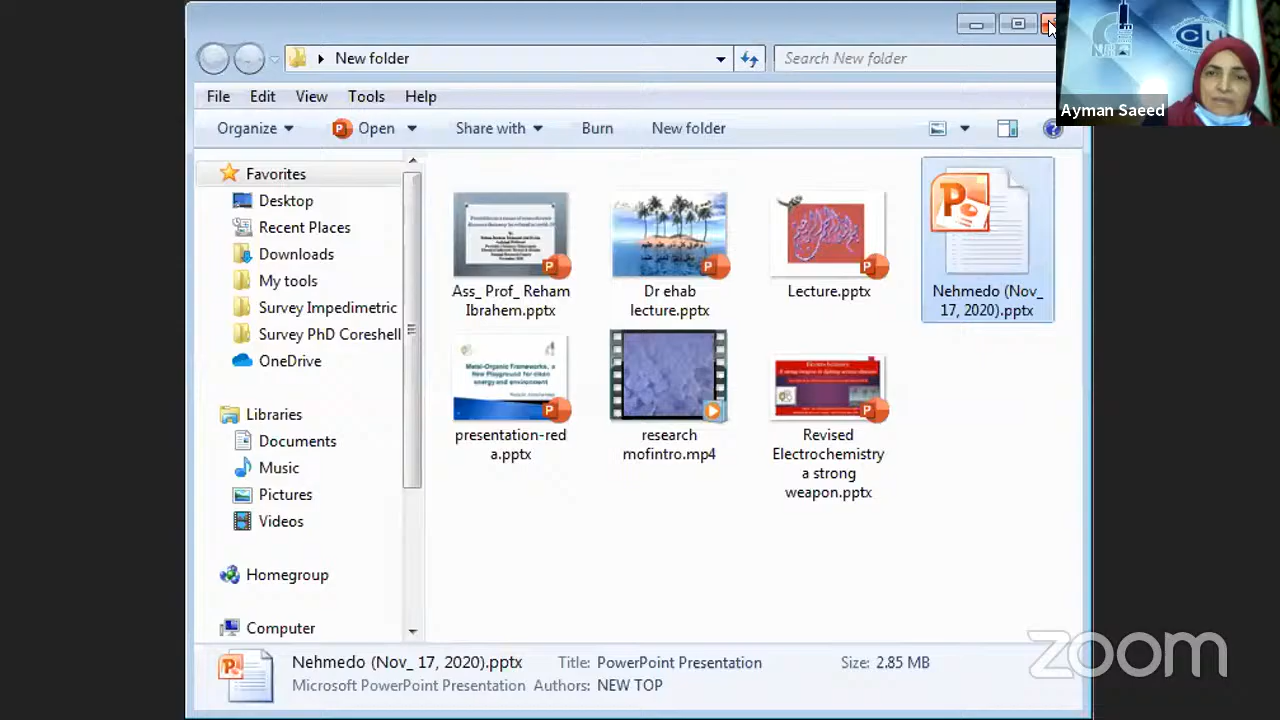 New folder
Search New folder
Ayman Saeed
File Edit View Tools Help
Organize Open Share with Burn New folder
Favorites
Desktop
Recent Places
Downloads
My tools
Survey Impedimetric
Survey PhD Coreshell
OneDrive
Libraries
Documents
Music
Pictures
Videos
Homegroup
Computer
Ass_ Prof_ Reham
Ibrahem.pptx
Dr ehab
lecture.pptx
Lecture.pptx
Nehmedo (Nov_
17, 2020).pptx
Metal-Organic Frameworks, a
New Playground for clean
energy and environment
presentation-red
a.pptx
research
mofintro.mp4
Revised
Electrochemistry
a strong
weapon.pptx
Nehmedo (Nov_ 17, 2020).pptx Title: PowerPoint Presentation Size: 2.85 MB
Microsoft PowerPoint Presentation Authors: NEW TOP
zoom